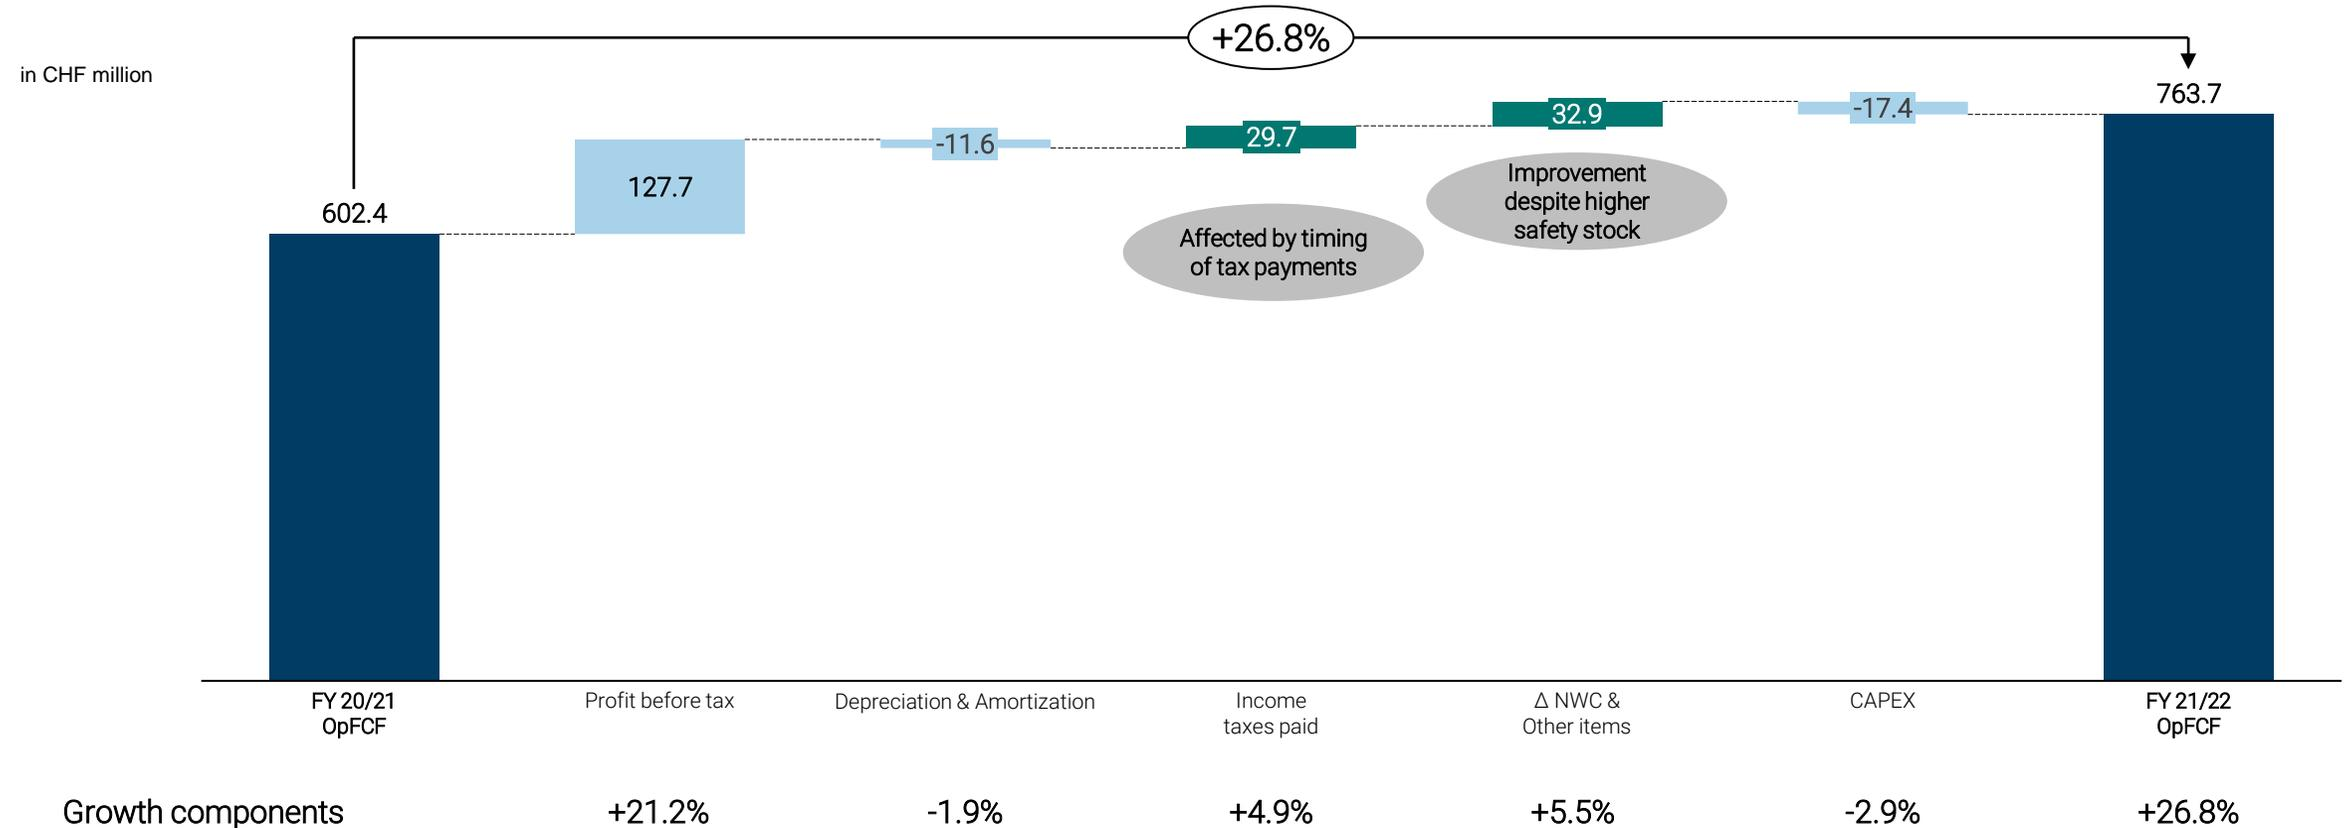 +26.8%
in CHF million
602.4
127.7
-11.6
29.7
32.9
-17.4
763.7
Affected by timing
of tax payments
Improvement
despite higher
safety stock
FY 20/21
OpFCF
Profit before tax
Depreciation & Amortization
Income
taxes paid
Δ NWC &
Other items
CAPEX
FY 21/22
OpFCF
Growth components +21.2% -1.9% +4.9% +5.5% -2.9% +26.8%